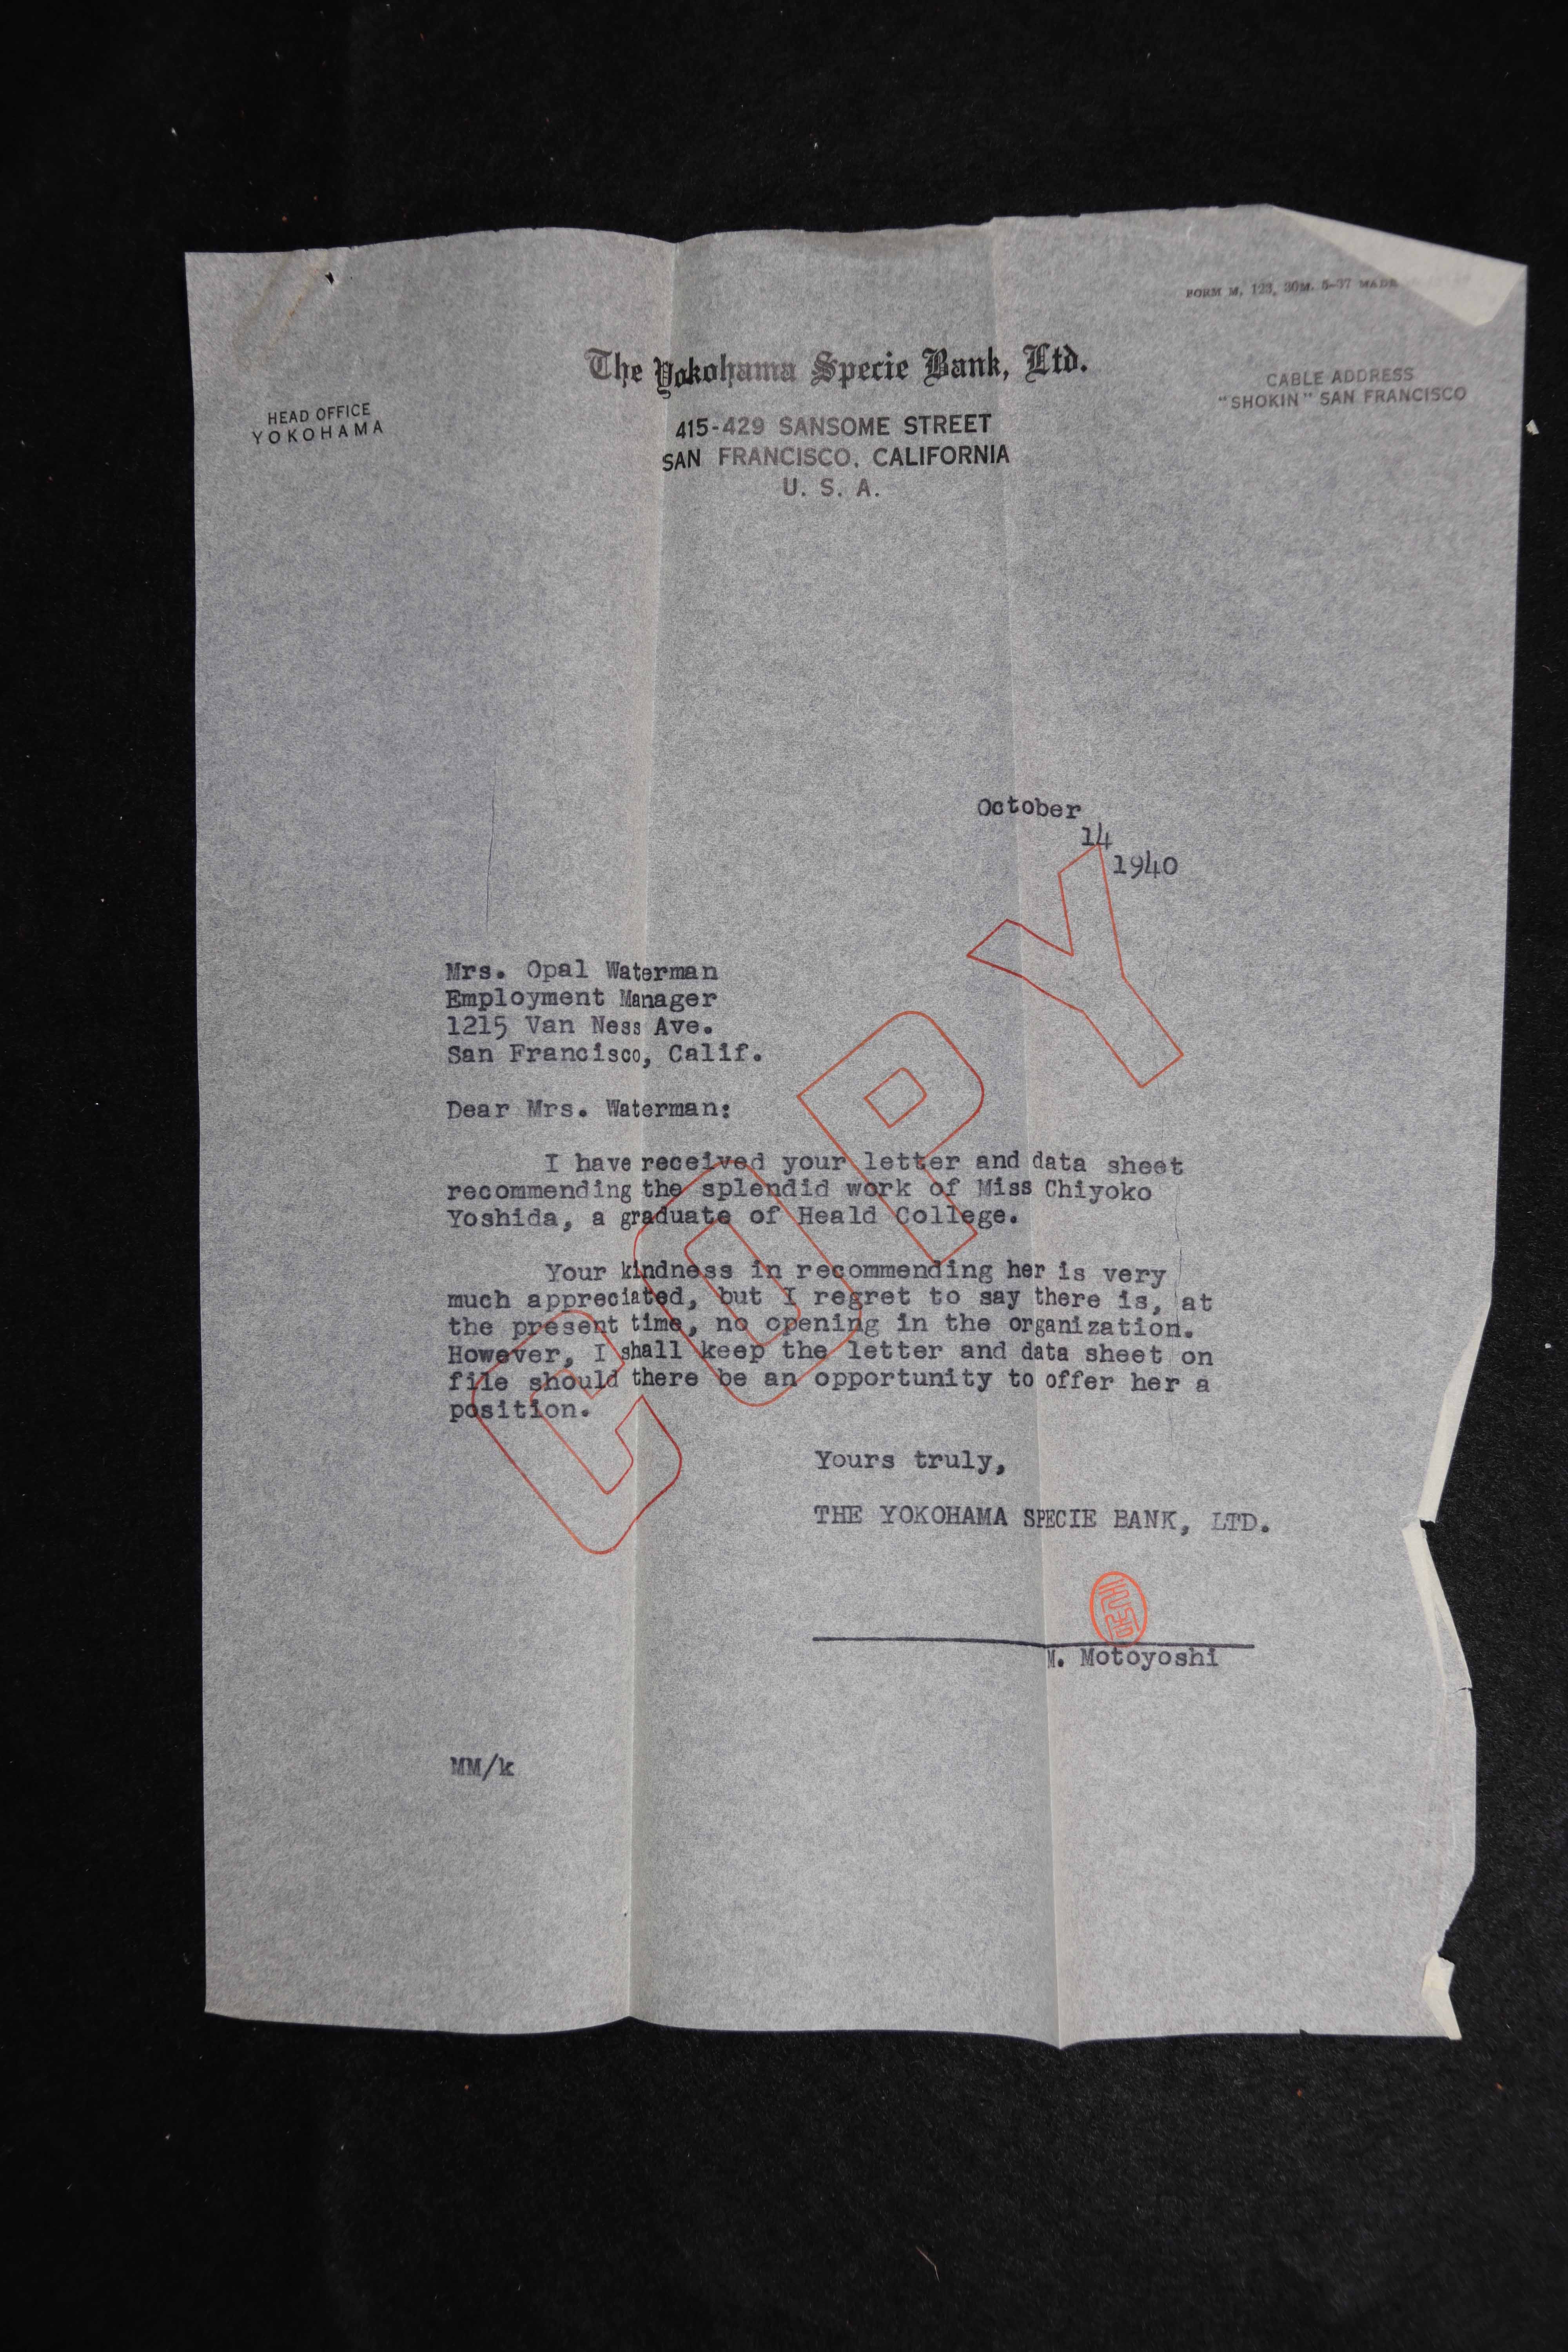 FORM M. 123, 30M. 5-37 MADE
The Yokohama Specie Bank, Ltd.
HEAD OFFICE
YOKOHAMA
CABLE ADDRESS
"SHOKIN" SAN FRANCISCO
415-429 SANSOME STREET
SAN FRANCISCO, CALIFORNIA
U. S. A.
October
14
1940
Mrs. Opal Waterman
Employment Manager
1215 Van Ness Ave.
San Francisco, Calif.
Dear Mrs. Waterman:
I have received your letter and data sheet
recommending the splendid work of Miss Chiyoko
Yoshida, a graduate of Heald College.
Your kindness in recommending her is very
much appreciated, but I regret to say there is, at
the present time, no opening in the organization.
However, I shall keep the letter and data sheet on
file should there be an opportunity to offer her a
position.
COPY
Yours truly,
THE YOKOHAMA SPECIE BANK, LTD.
M. Motoyoshi
MM/k